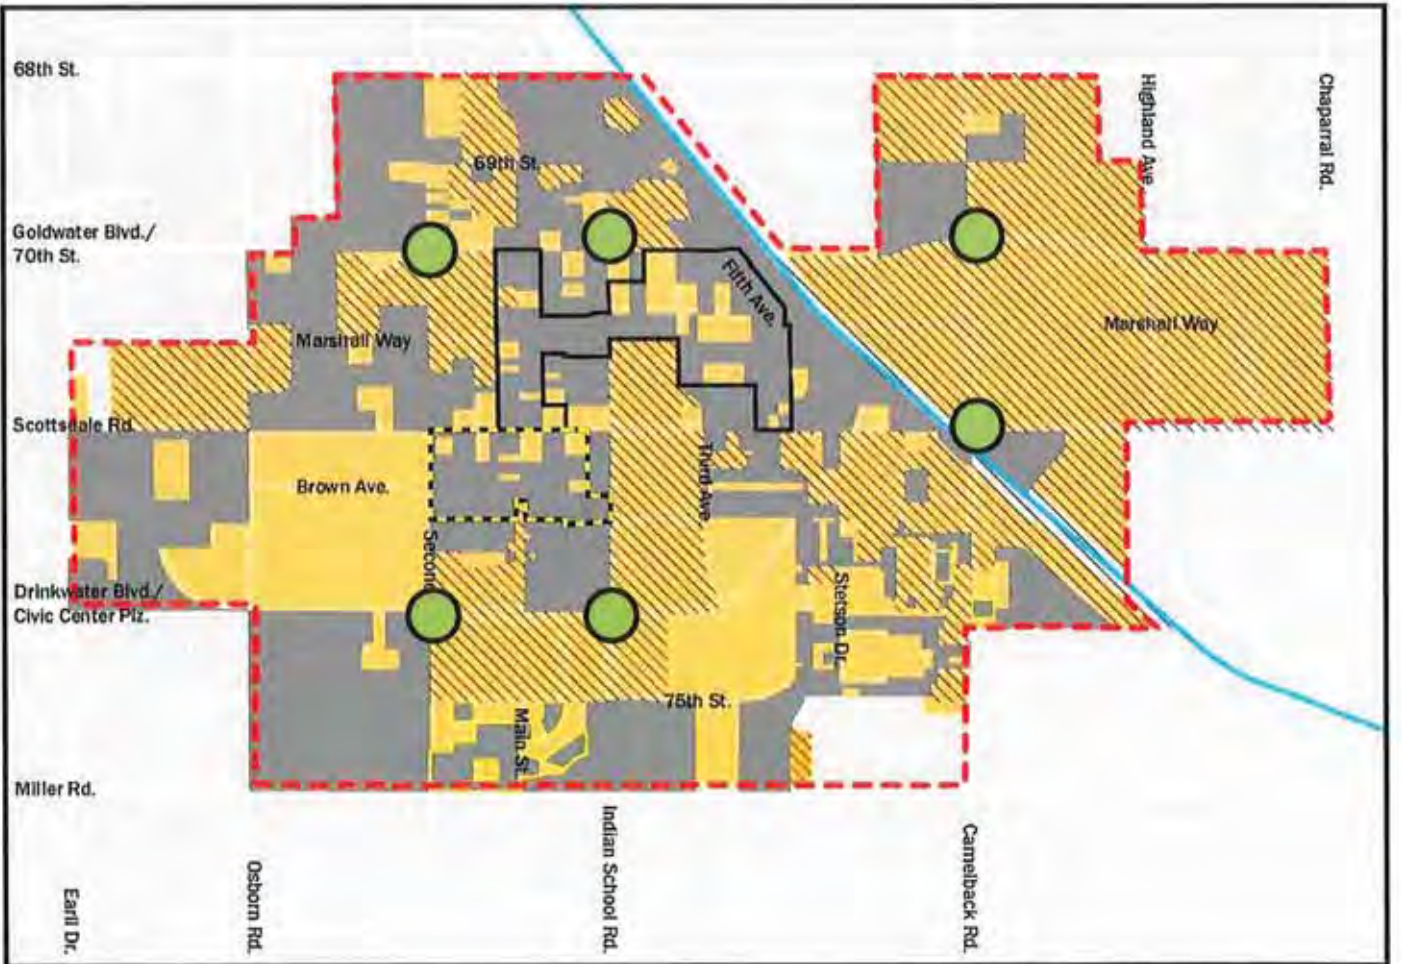 68th St.
Highland Ave.
Chaparral Rd.
69th St.
Goldwater Blvd./
70th St.
Fifth Ave.
Marshall Way
Marshall Way
Scottsdale Rd.
Third Ave.
Brown Ave.
Second
Stetson Dr.
Drinkwater Blvd./
Civic Center Plz.
75th St.
Main St.
Miller Rd.
Indian School Rd.
Camelback Rd.
Osborn Rd.
Earll Dr.